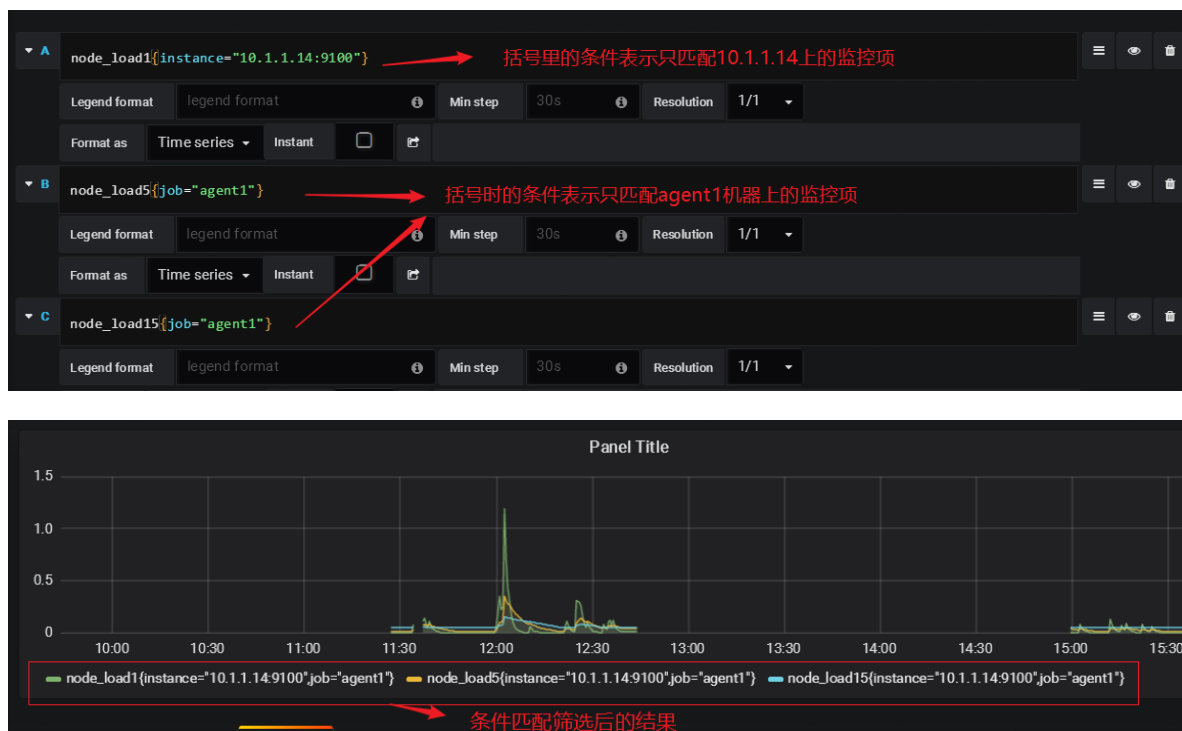 A
node_load1{instance="10.1.1.14:9100"}
括号里的条件表示只匹配10.1.1.14上的监控项
Legend format legend format Min step 30s Resolution 1/1
Format as Time series Instant
B
node_load5{job="agent1"}
括号时的条件表示只匹配agent1机器上的监控项
Legend format legend format Min step 30s Resolution 1/1
Format as Time series Instant
C
node_load15{job="agent1"}
Legend format legend format Min step 30s Resolution 1/1
Panel Title
1.5
1.0
0.5
0
10:00 10:30 11:00 11:30 12:00 12:30 13:00 13:30 14:00 14:30 15:00 15:30
node_load1{instance="10.1.1.14:9100",job="agent1"} node_load5{instance="10.1.1.14:9100",job="agent1"} node_load15{instance="10.1.1.14:9100",job="agent1"}
条件匹配筛选后的结果